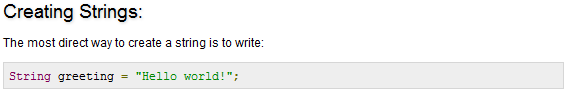 Creating Strings:
The most direct way to create a string is to write:
String greeting = "Hello world!";